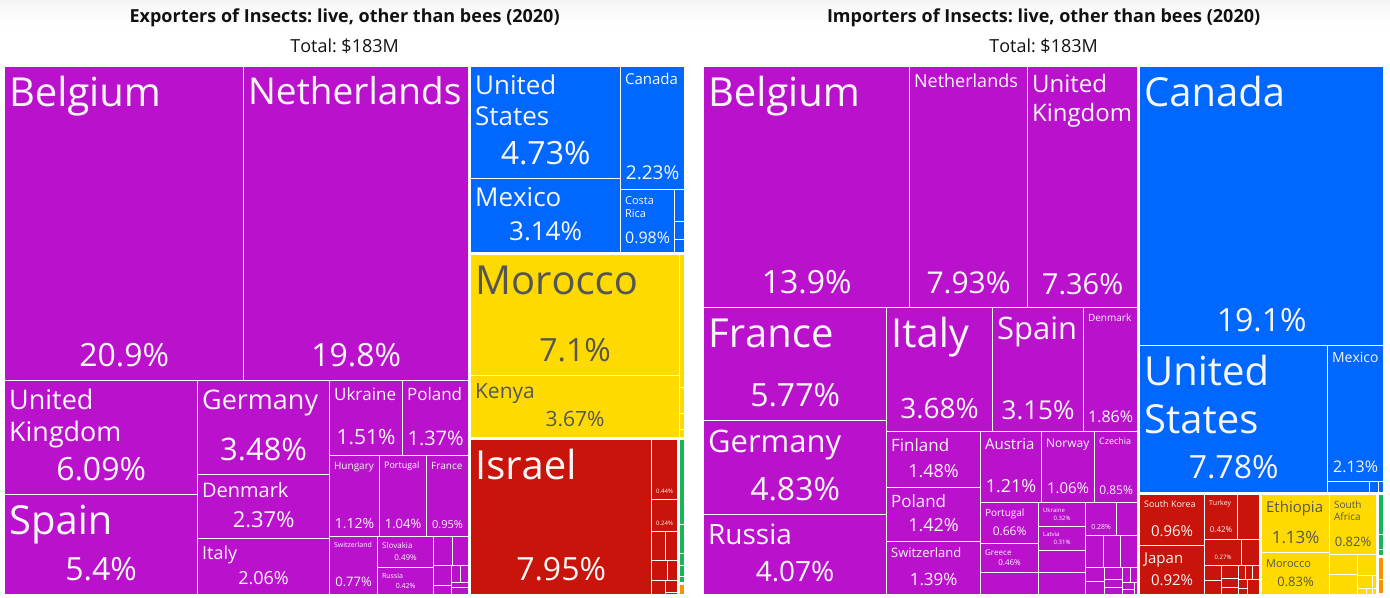 Exporters of Insects: live, other than bees (2020)
Total: $183M
Belgium
20.9%
Netherlands
19.8%
United
Kingdom
6.09%
Spain
5.4%
Germany
3.48%
Denmark
2.37%
Italy
2.06%
Ukraine
1.51%
Poland
1.37%
Hungary
1.12%
Portugal
1.04%
France
0.95%
Switzerland
0.77%
Slovakia
0.49%
Russia
0.42%
United
States
4.73%
Mexico
3.14%
Canada
2.23%
Costa
Rica
0.98%
Morocco
7.1%
Kenya
3.67%
Israel
7.95%
0.44%
0.24%
Importers of Insects: live, other than bees (2020)
Total: $183M
Belgium
13.9%
Netherlands
7.93%
United
Kingdom
7.36%
France
5.77%
Germany
4.83%
Russia
4.07%
Italy
3.68%
Spain
3.15%
Denmark
1.86%
Finland
1.48%
Poland
1.42%
Switzerland
1.39%
Austria
1.21%
Norway
1.06%
Czechia
0.85%
Portugal
0.66%
Greece
0.46%
Ukraine
0.32%
Latvia
0.31%
0.28%
Canada
19.1%
United
States
7.78%
Mexico
2.13%
South Korea
0.96%
Japan
0.92%
Turkey
0.42%
0.27%
Ethiopia
1.13%
Morocco
0.83%
South
Africa
0.82%